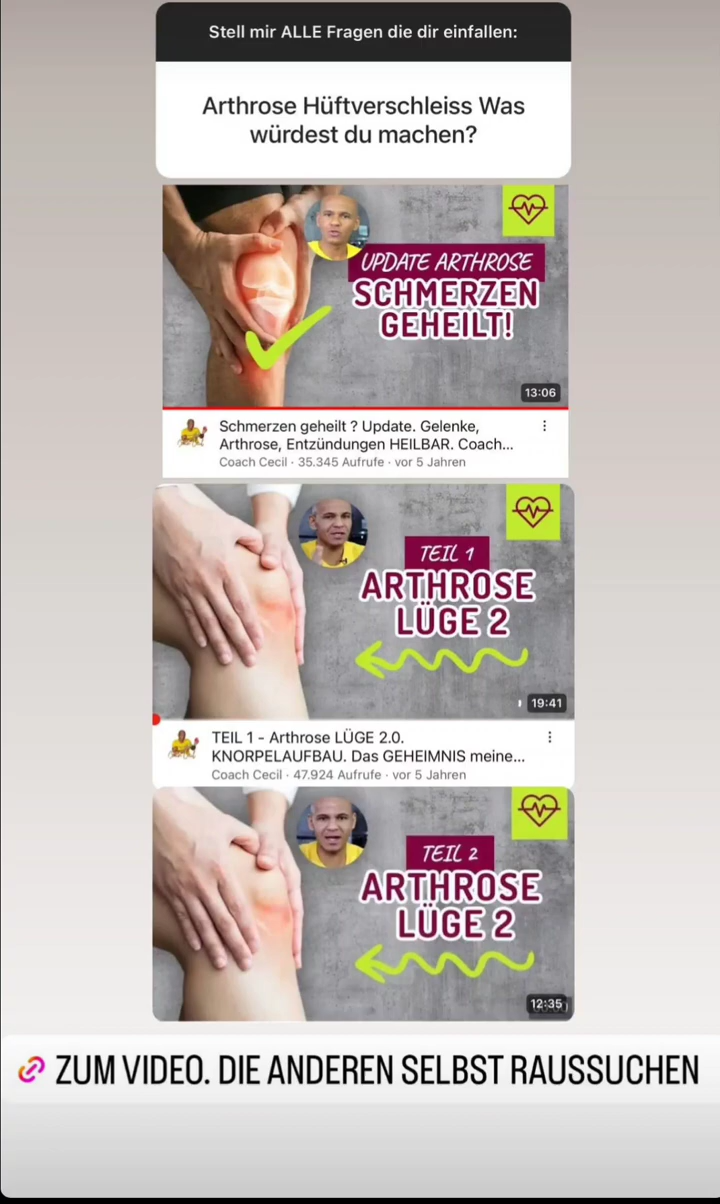 Stell mir ALLE Fragen die dir einfallen:
Arthrose Hüftverschleiss Was
würdest du machen?
UPDATE ARTHROSE
SCHMERZEN
GEHEILT!
13:06
Schmerzen geheilt ? Update. Gelenke,
Arthrose, Entzündungen HEILBAR. Coach...
Coach Cecil · 35.345 Aufrufe · vor 5 Jahren
TEIL 1
ARTHROSE
LÜGE 2
19:41
TEIL 1 - Arthrose LÜGE 2.0.
KNORPELAUFBAU. Das GEHEIMNIS meine...
Coach Cecil · 47.924 Aufrufe · vor 5 Jahren
TEIL 2
ARTHROSE
LÜGE 2
12:35
ZUM VIDEO. DIE ANDEREN SELBST RAUSSUCHEN